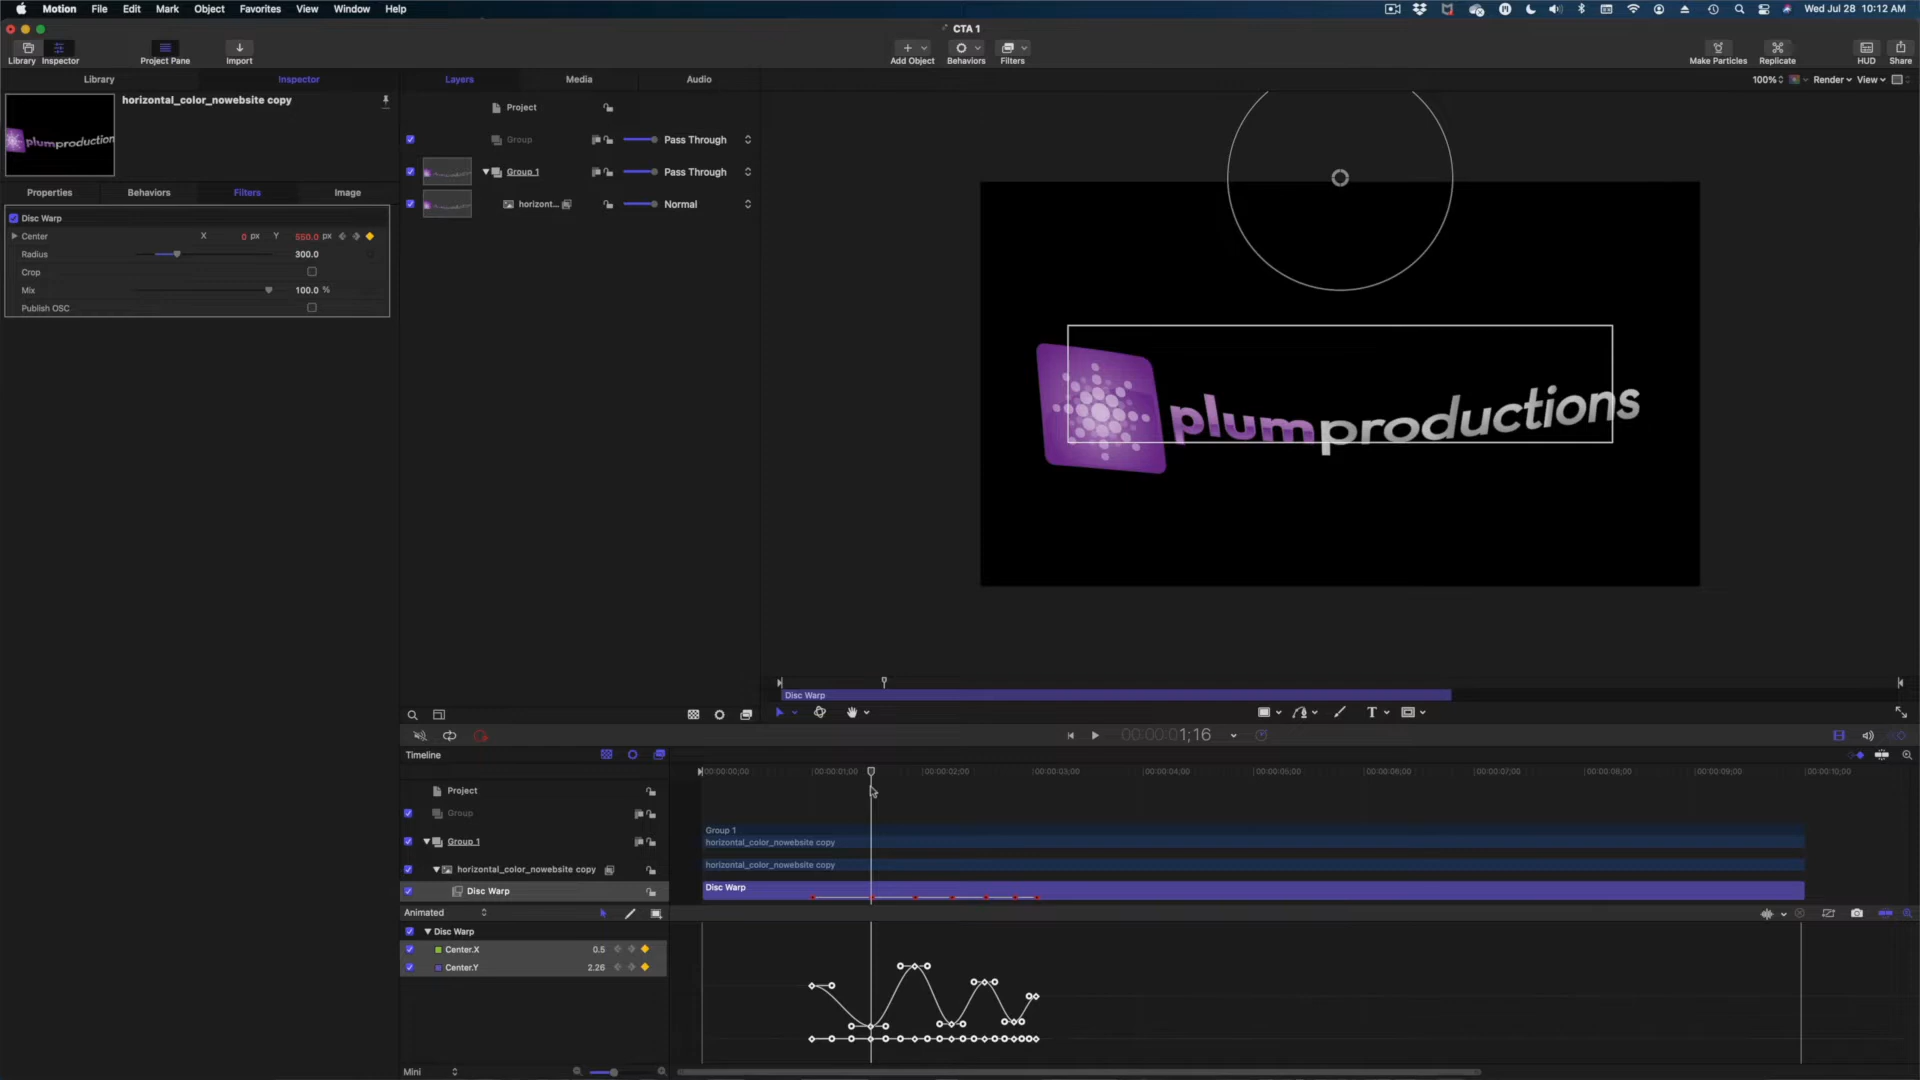 Motion File Edit Mark Object Favorites View Window Help
Wed Jul 28 10:12 AM
CTA 1
Library Inspector Project Pane Import Add Object Behaviors Filters Make Particles Replicate HUD Share
Library Inspector Layers Media Audio 100% Render View
horizontal_color_nowebsite copy
Project
Group Pass Through
Group 1 Pass Through
horizont... Normal
Properties Behaviors Filters Image
Disc Warp
Center X 0 px Y 550.0 px
Radius 300.0
Crop
Mix 100.0 %
Publish OSC
plumproductions
Disc Warp
T
00:00:01;16
Timeline
00:00:00;00 00:00:01;00 00:00:02;00 00:00:03;00 00:00:04;00 00:00:05;00 00:00:06;00 00:00:07;00 00:00:08;00 00:00:09;00 00:00:10;00
Project
Group
Group 1
Group 1
horizontal_color_nowebsite copy
horizontal_color_nowebsite copy
horizontal_color_nowebsite copy
Disc Warp
Disc Warp
Animated
Disc Warp
Center.X 0.5
Center.Y 2.26
Mini